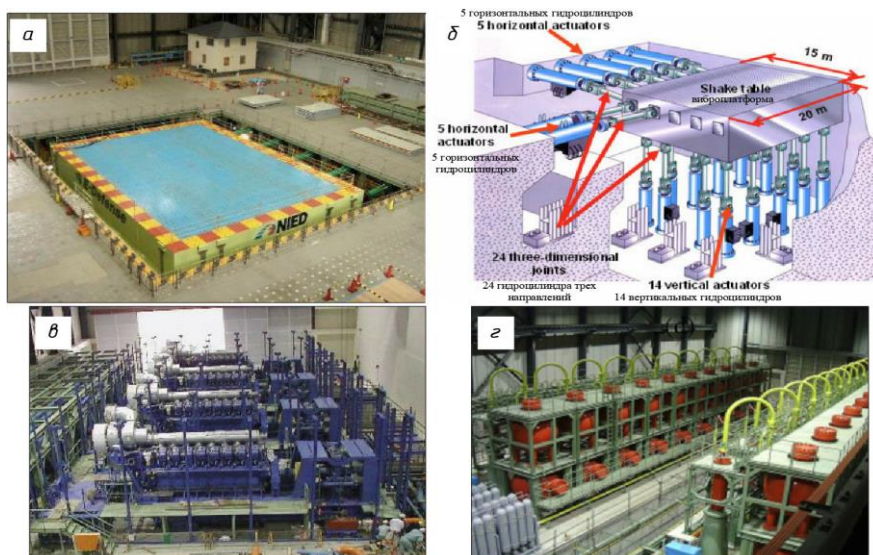 а
E-Defense
NIED
б
5 горизонтальных гидроцилиндров
5 horizontal actuators
15 m
Shake table
виброплатформа
20 m
5 horizontal
actuators
5 горизонтальных
гидроцилиндров
24 three-dimensional
joints
24 гидроцилиндра трех
направлений
14 vertical actuators
14 вертикальных гидроцилиндров
в
г